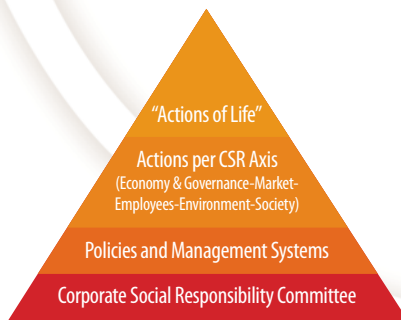 “Actions of Life”
Actions per CSR Axis
(Economy & Governance-Market-
Employees-Environment-Society)
Policies and Management Systems
Corporate Social Responsibility Committee